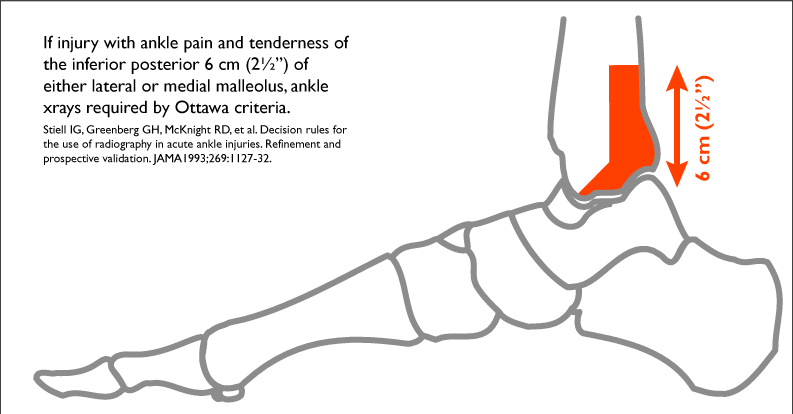 If injury with ankle pain and tenderness of
the inferior posterior 6 cm (2½”) of
either lateral or medial malleolus, ankle
xrays required by Ottawa criteria.
Stiell IG, Greenberg GH, McKnight RD, et al. Decision rules for
the use of radiography in acute ankle injuries. Refinement and
prospective validation. JAMA1993;269:1127-32.
6 cm (2½”)